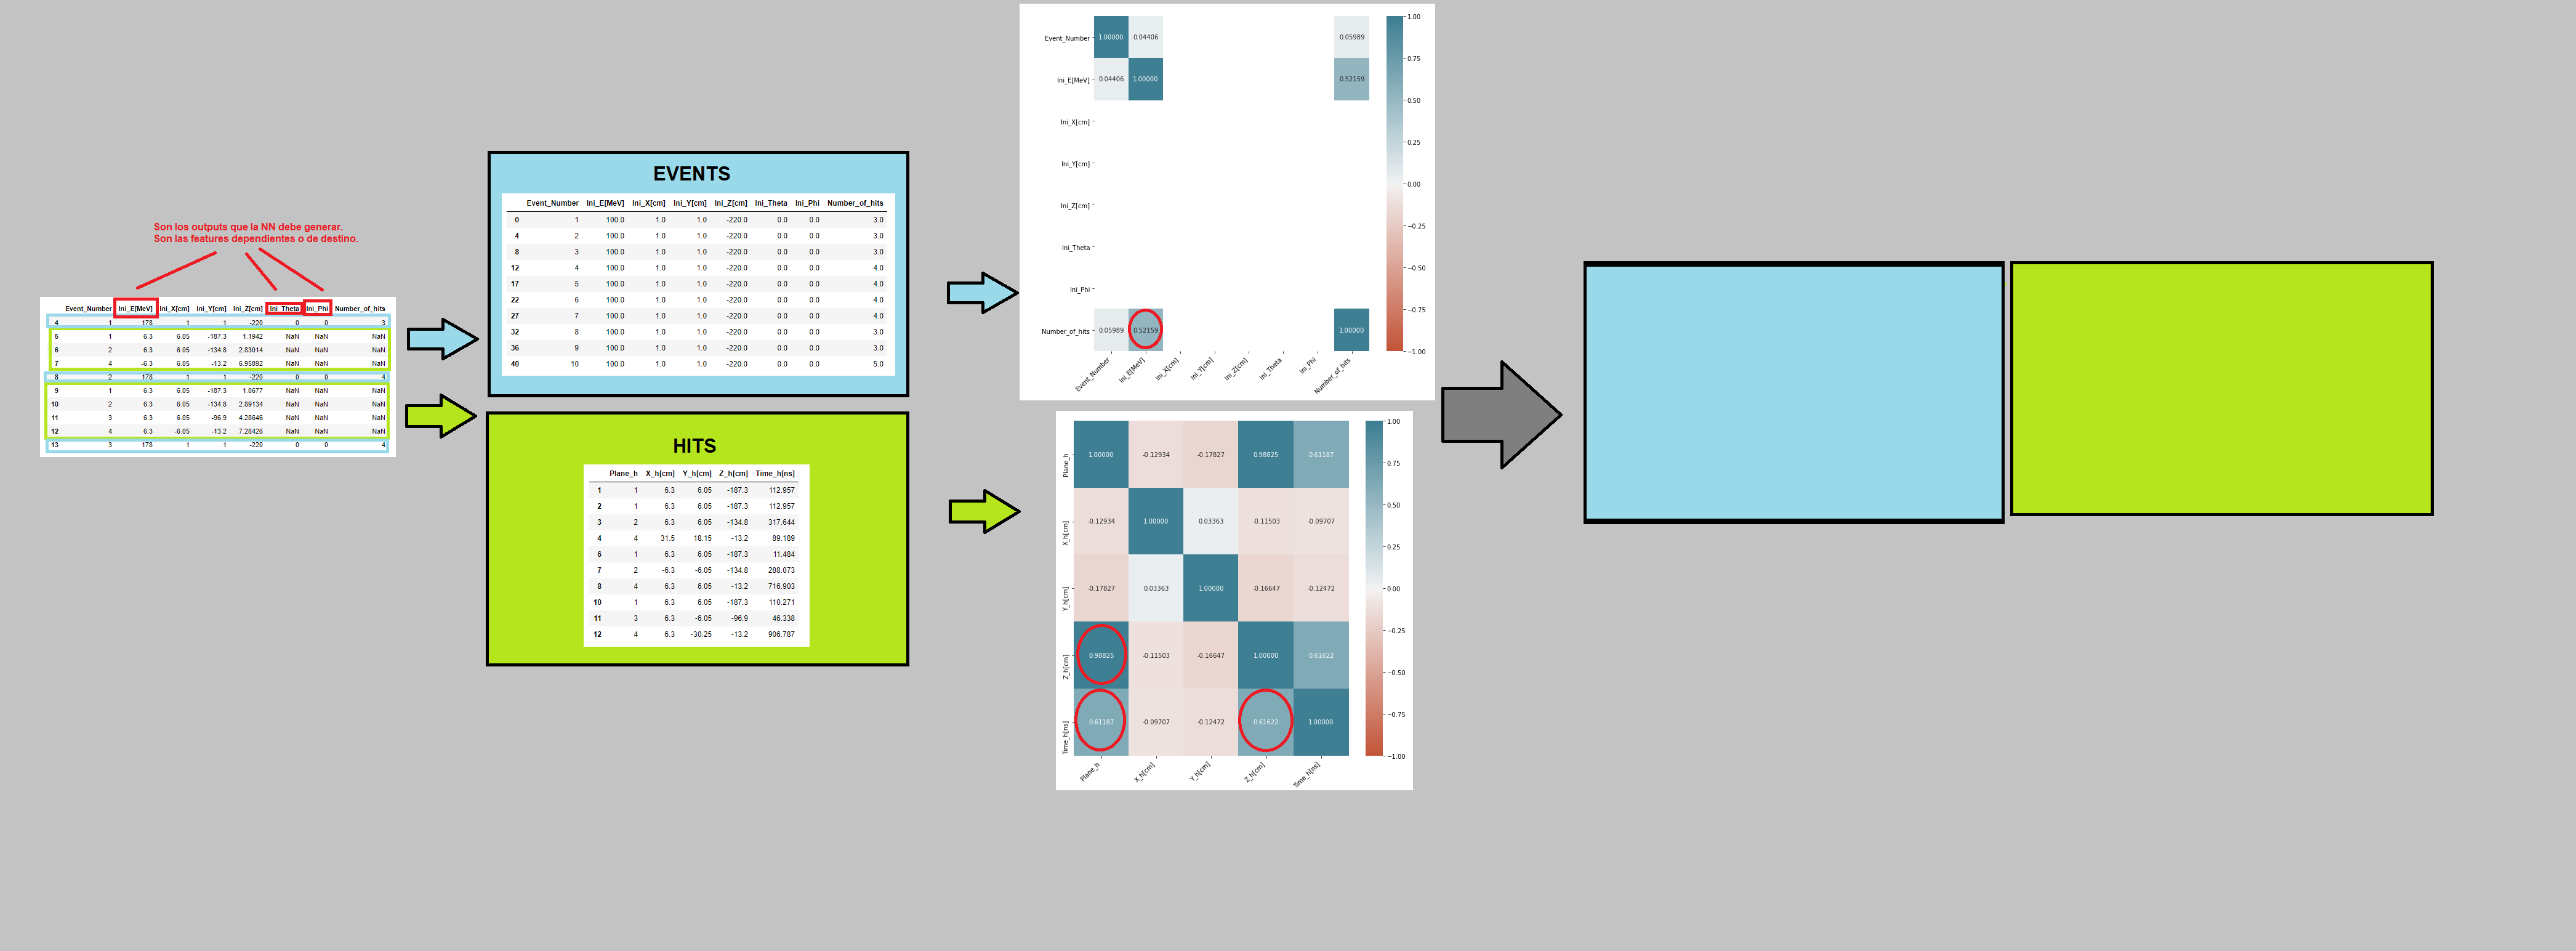 Son los outputs que la NN debe generar.
Son las features dependientes o de destino.
Event_Number Ini_E[MeV] Ini_X[cm] Ini_Y[cm] Ini_Z[cm] Ini_Theta Ini_Phi Number_of_hits
4 1 178 1 1 -220 0 0 3
5 1 6.3 6.05 -187.3 1.1942 NaN NaN NaN
6 2 6.3 6.05 -134.8 2.83014 NaN NaN NaN
7 4 -6.3 6.05 -13.2 6.95892 NaN NaN NaN
8 2 178 1 1 -220 0 0 4
9 1 6.3 6.05 -187.3 1.0677 NaN NaN NaN
10 2 6.3 6.05 -134.8 2.89134 NaN NaN NaN
11 3 6.3 6.05 -96.9 4.28646 NaN NaN NaN
12 4 6.3 -6.05 -13.2 7.28426 NaN NaN NaN
13 3 178 1 1 -220 0 0 4
EVENTS
Event_Number Ini_E[MeV] Ini_X[cm] Ini_Y[cm] Ini_Z[cm] Ini_Theta Ini_Phi Number_of_hits
0 1 100.0 1.0 1.0 -220.0 0.0 0.0 3.0
4 2 100.0 1.0 1.0 -220.0 0.0 0.0 3.0
8 3 100.0 1.0 1.0 -220.0 0.0 0.0 3.0
12 4 100.0 1.0 1.0 -220.0 0.0 0.0 4.0
17 5 100.0 1.0 1.0 -220.0 0.0 0.0 4.0
22 6 100.0 1.0 1.0 -220.0 0.0 0.0 4.0
27 7 100.0 1.0 1.0 -220.0 0.0 0.0 4.0
32 8 100.0 1.0 1.0 -220.0 0.0 0.0 3.0
36 9 100.0 1.0 1.0 -220.0 0.0 0.0 3.0
40 10 100.0 1.0 1.0 -220.0 0.0 0.0 5.0
HITS
Plane_h X_h[cm] Y_h[cm] Z_h[cm] Time_h[ns]
1 1 6.3 6.05 -187.3 112.957
2 1 6.3 6.05 -187.3 112.957
3 2 6.3 6.05 -134.8 317.644
4 4 31.5 18.15 -13.2 89.189
6 1 6.3 6.05 -187.3 11.484
7 2 -6.3 -6.05 -134.8 288.073
8 4 6.3 6.05 -13.2 716.903
10 1 6.3 6.05 -187.3 110.271
11 3 6.3 -6.05 -96.9 46.338
12 4 6.3 -30.25 -13.2 906.787
Event_Number 1.00000 0.04406 0.05989
Ini_E[MeV] 0.04406 1.00000 0.52159
Ini_X[cm]
Ini_Y[cm]
Ini_Z[cm]
Ini_Theta
Ini_Phi
Number_of_hits 0.05989 0.52159 1.00000
Event_Number Ini_E[MeV] Ini_X[cm] Ini_Y[cm] Ini_Z[cm] Ini_Theta Ini_Phi Number_of_hits
1.00
0.75
0.50
0.25
0.00
−0.25
−0.50
−0.75
−1.00
Plane_h 1.00000 -0.12934 -0.17827 0.98825 0.61187
X_h[cm] -0.12934 1.00000 0.03363 -0.11503 -0.09707
Y_h[cm] -0.17827 0.03363 1.00000 -0.16647 -0.12472
Z_h[cm] 0.98825 -0.11503 -0.16647 1.00000 0.61622
Time_h[ns] 0.61187 -0.09707 -0.12472 0.61622 1.00000
Plane_h X_h[cm] Y_h[cm] Z_h[cm] Time_h[ns]
1.00
0.75
0.50
0.25
0.00
−0.25
−0.50
−0.75
−1.00